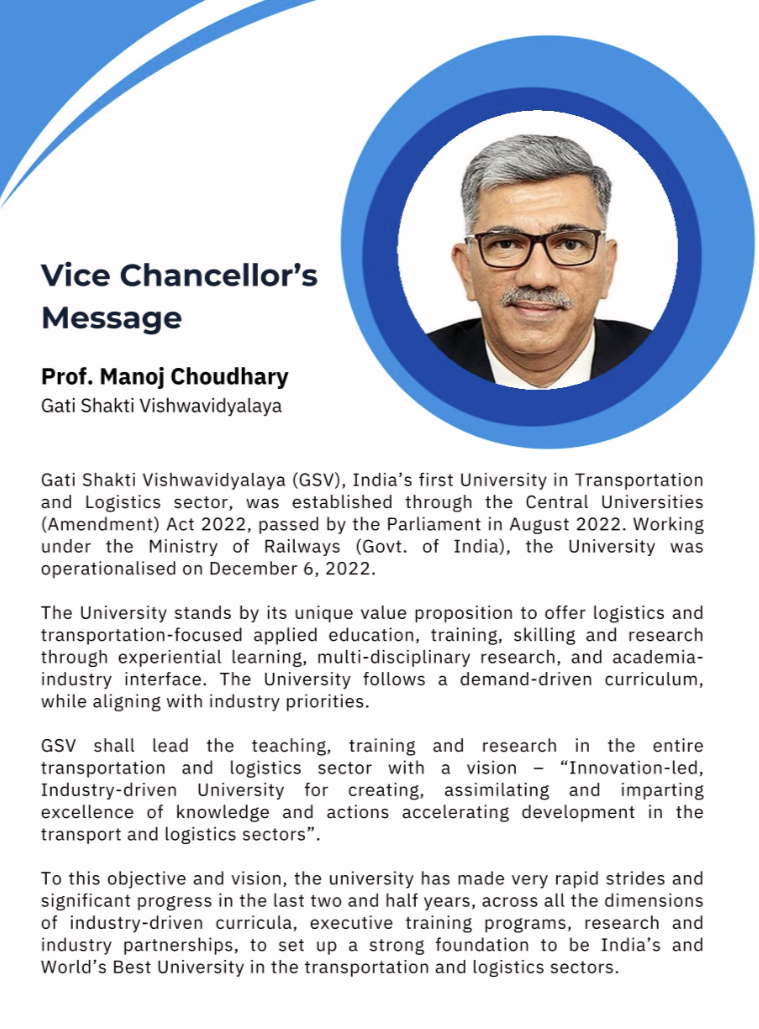 Vice Chancellor’s
Message
Prof. Manoj Choudhary
Gati Shakti Vishwavidyalaya
Gati Shakti Vishwavidyalaya (GSV), India’s first University in Transportation
and Logistics sector, was established through the Central Universities
(Amendment) Act 2022, passed by the Parliament in August 2022. Working
under the Ministry of Railways (Govt. of India), the University was
operationalised on December 6, 2022.
The University stands by its unique value proposition to offer logistics and
transportation-focused applied education, training, skilling and research
through experiential learning, multi-disciplinary research, and academia-
industry interface. The University follows a demand-driven curriculum,
while aligning with industry priorities.
GSV shall lead the teaching, training and research in the entire
transportation and logistics sector with a vision – “Innovation-led,
Industry-driven University for creating, assimilating and imparting
excellence of knowledge and actions accelerating development in the
transport and logistics sectors”.
To this objective and vision, the university has made very rapid strides and
significant progress in the last two and half years, across all the dimensions
of industry-driven curricula, executive training programs, research and
industry partnerships, to set up a strong foundation to be India’s and
World’s Best University in the transportation and logistics sectors.